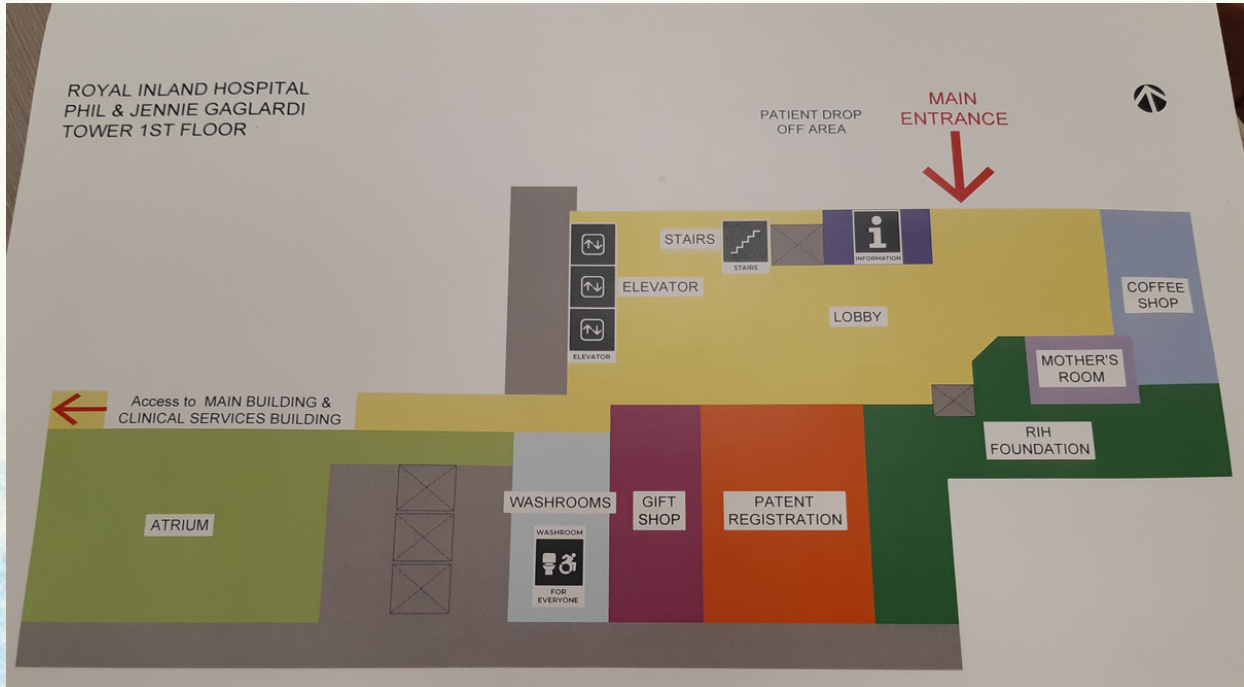 ROYAL INLAND HOSPITAL
PHIL & JENNIE GAGLARDI
TOWER 1ST FLOOR
PATIENT DROP
OFF AREA
MAIN
ENTRANCE
STAIRS
STAIRS
INFORMATION
ELEVATOR
ELEVATOR
LOBBY
COFFEE
SHOP
MOTHER'S
ROOM
Access to MAIN BUILDING &
CLINICAL SERVICES BUILDING
RIH
FOUNDATION
ATRIUM
WASHROOMS
WASHROOM
FOR
EVERYONE
GIFT
SHOP
PATENT
REGISTRATION